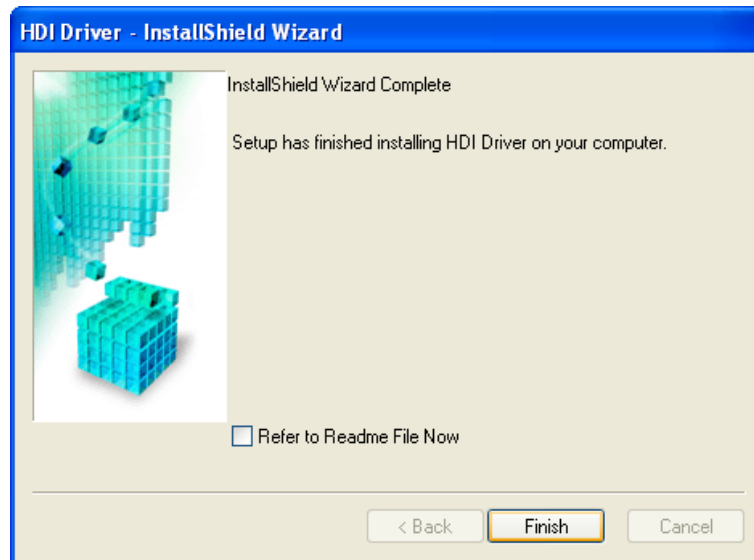 HDI Driver - InstallShield Wizard
InstallShield Wizard Complete
Setup has finished installing HDI Driver on your computer.
Refer to Readme File Now
< Back Finish Cancel